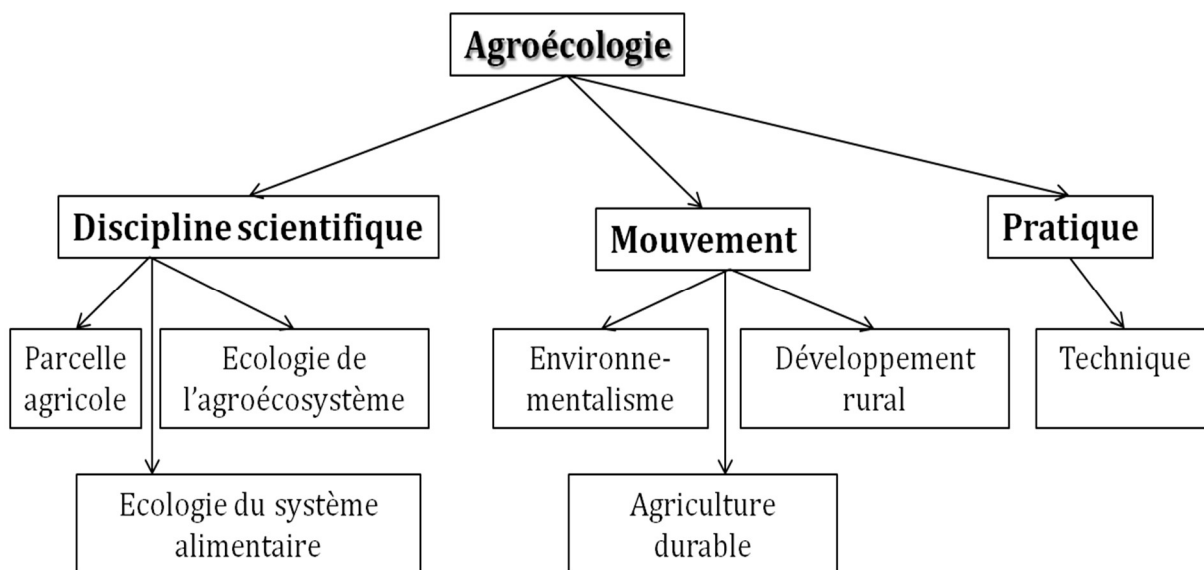 Agroécologie
Discipline scientifique
Mouvement
Pratique
Parcelle
agricole
Ecologie de
l'agroécosystème
Environne-
mentalisme
Développement
rural
Technique
Ecologie du système
alimentaire
Agriculture
durable